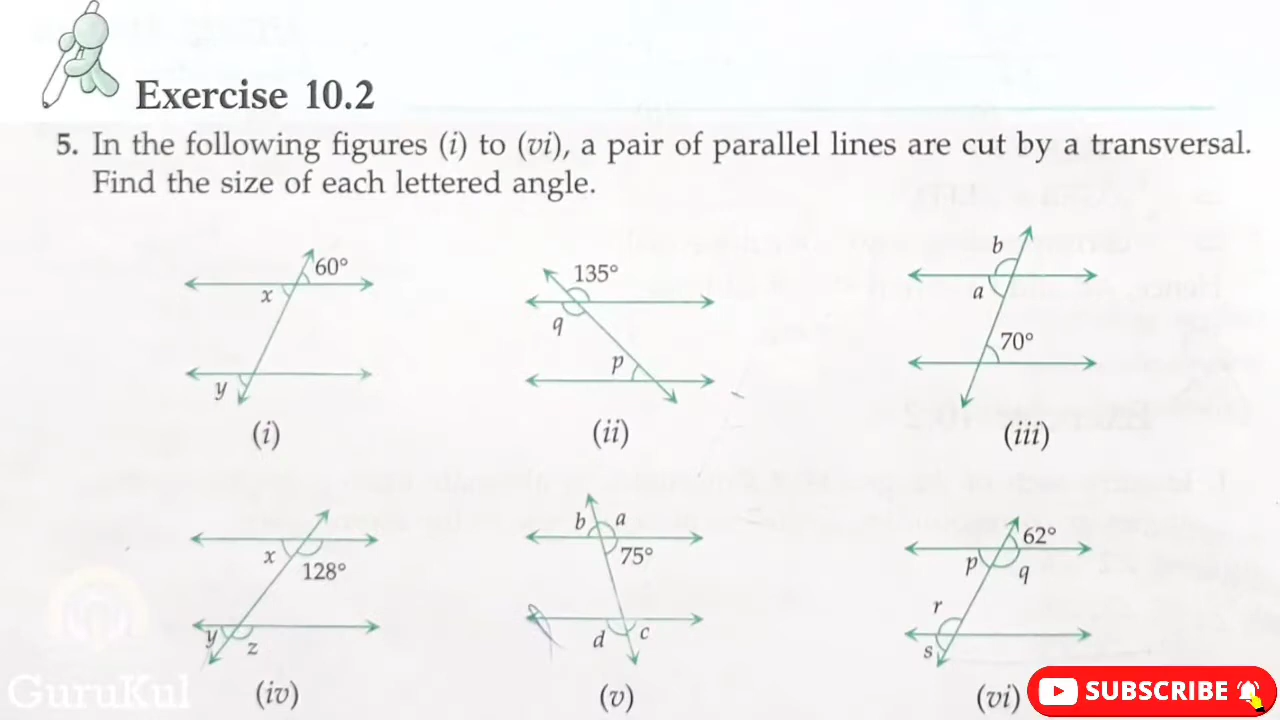 Exercise 10.2
5. In the following figures (i) to (vi), a pair of parallel lines are cut by a transversal.
Find the size of each lettered angle.
60°
x
y
(i)
135°
q
p
(ii)
b
a
70°
(iii)
x
128°
y
z
(iv)
b a
75°
d c
(v)
62°
p
q
r
s
(vi)
GuruKul
SUBSCRIBE